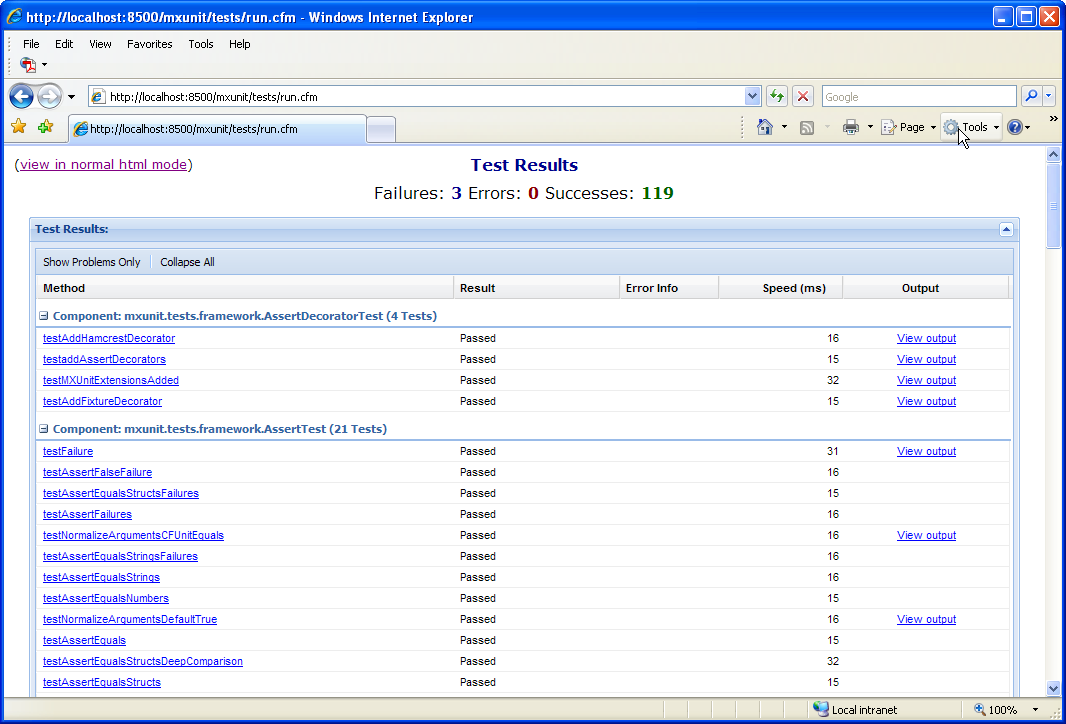 http://localhost:8500/mxunit/tests/run.cfm - Windows Internet Explorer
File Edit View Favorites Tools Help
http://localhost:8500/mxunit/tests/run.cfm Google
http://localhost:8500/mxunit/tests/run.cfm Page Tools »
(view in normal html mode) Test Results
Failures: 3 Errors: 0 Successes: 119
Test Results:
Show Problems Only Collapse All
Method Result Error Info Speed (ms) Output
Component: mxunit.tests.framework.AssertDecoratorTest (4 Tests)
testAddHamcrestDecorator Passed 16 View output
testaddAssertDecorators Passed 15 View output
testMXUnitExtensionsAdded Passed 32 View output
testAddFixtureDecorator Passed 15 View output
Component: mxunit.tests.framework.AssertTest (21 Tests)
testFailure Passed 31 View output
testAssertFalseFailure Passed 16
testAssertEqualsStructsFailures Passed 15
testAssertFailures Passed 16
testNormalizeArgumentsCFUnitEquals Passed 16 View output
testAssertEqualsStringsFailures Passed 16
testAssertEqualsStrings Passed 16
testAssertEqualsNumbers Passed 15
testNormalizeArgumentsDefaultTrue Passed 16 View output
testAssertEquals Passed 15
testAssertEqualsStructsDeepComparison Passed 32
testAssertEqualsStructs Passed 15
Local intranet 100%